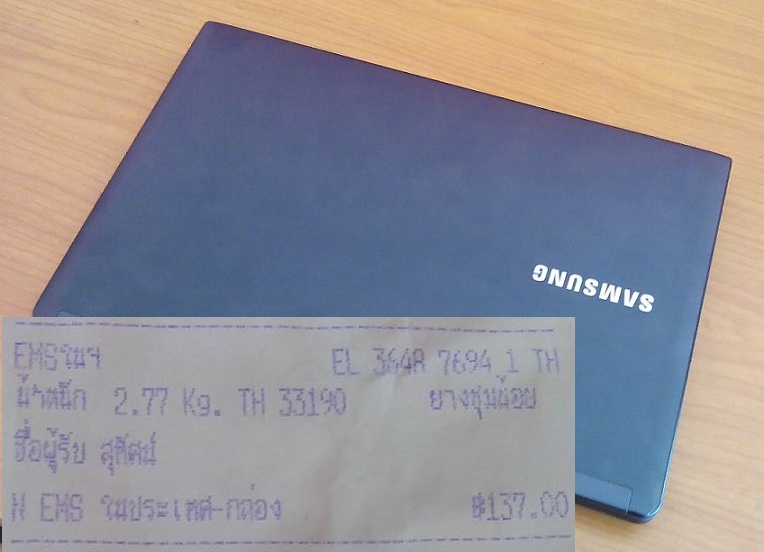 SAMSUNG
EMSในฯ EL 3648 7694 1 TH
น้ำหนัก 2.77 Kg. TH 33190 ยางชุมน้อย
ชื่อผู้รับ สุทัศน์
N EMS ในประเทศ-กล่อง ฿137.00